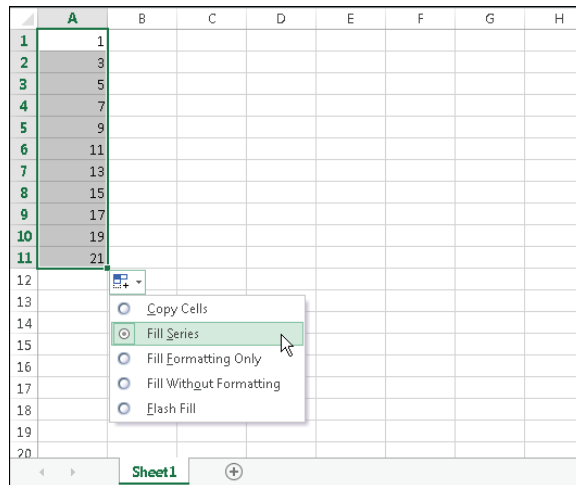 A B C D E F G H
1 1
2 3
3 5
4 7
5 9
6 11
7 13
8 15
9 17
10 19
11 21
12
13
Copy Cells
14
Fill Series
15
16
Fill Formatting Only
17
Fill Without Formatting
18
Flash Fill
19
20
Sheet1